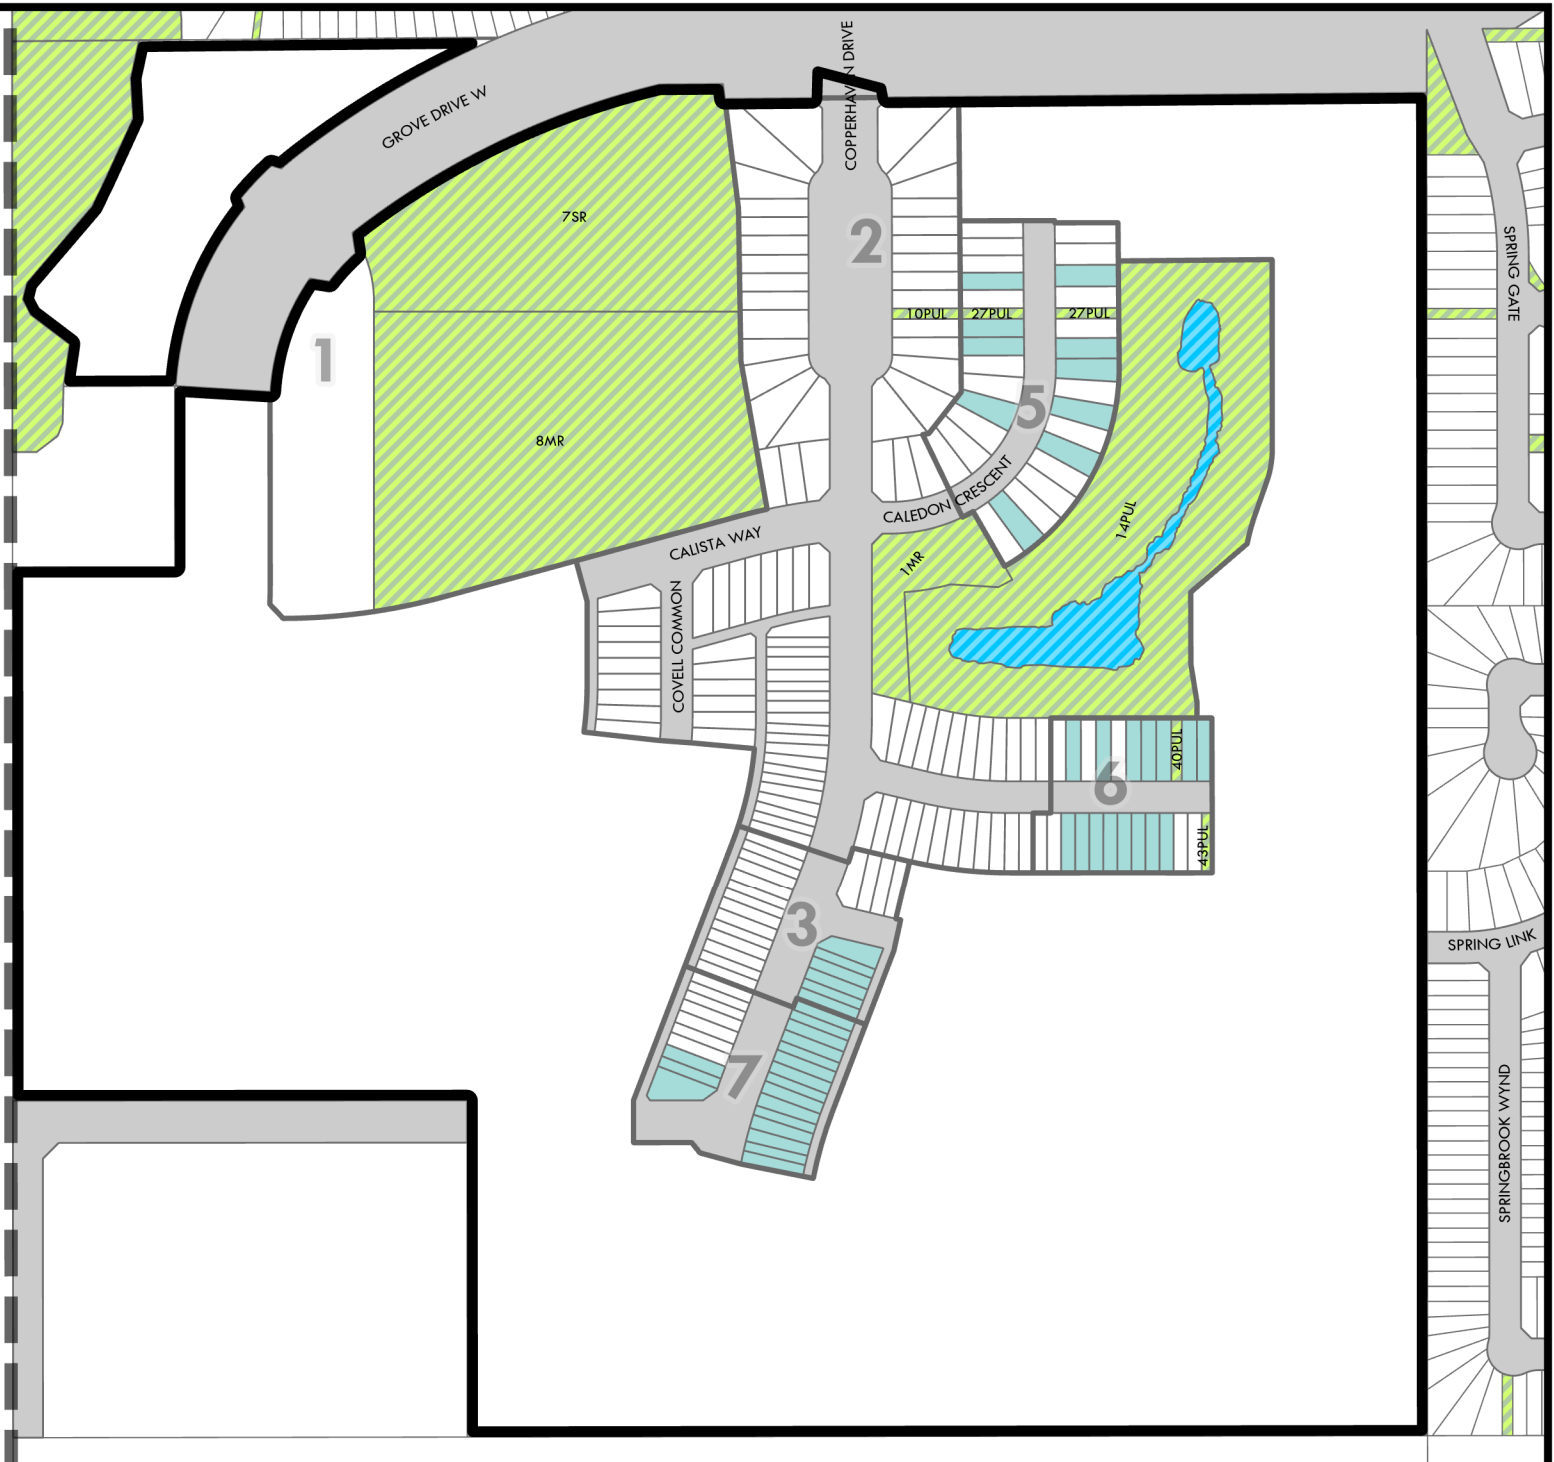 COPPERHAVEN DRIVE
GROVE DRIVE W
7SR
2
SPRING GATE
10PUL
27PUL
27PUL
1
5
8MR
CRESCENT
CALEDON
14PUL
CALISTA WAY
1MR
COVELL COMMON
40PUL
6
43PUL
3
SPRING LINK
7
SPRINGBROOK WYND